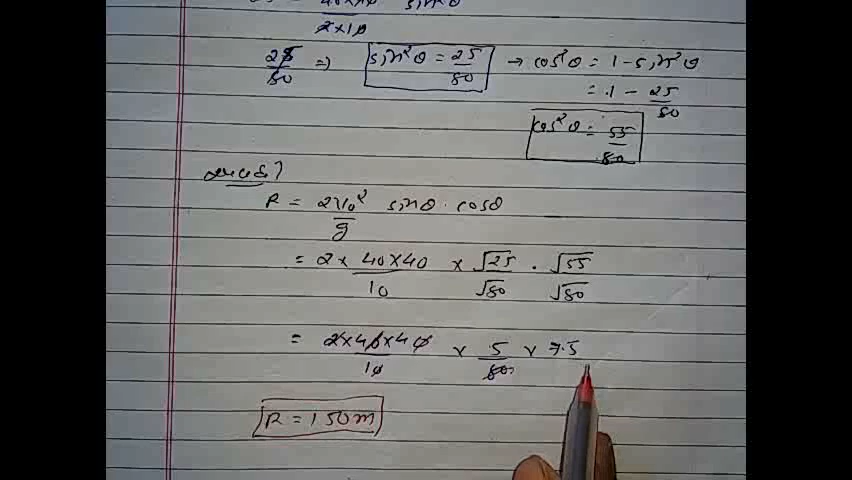 2×10
25/80 ⇒ sin²θ = 25/80 → cos²θ = 1 - sin²θ
= 1 - 25/80
cos²θ = 55/80
R = 2u²/g sinθ · cosθ
= 2 × 40×40/10 × √25/√80 · √55/√80
= 2×40×40/10 × 5/80 × 7.5
R = 150m